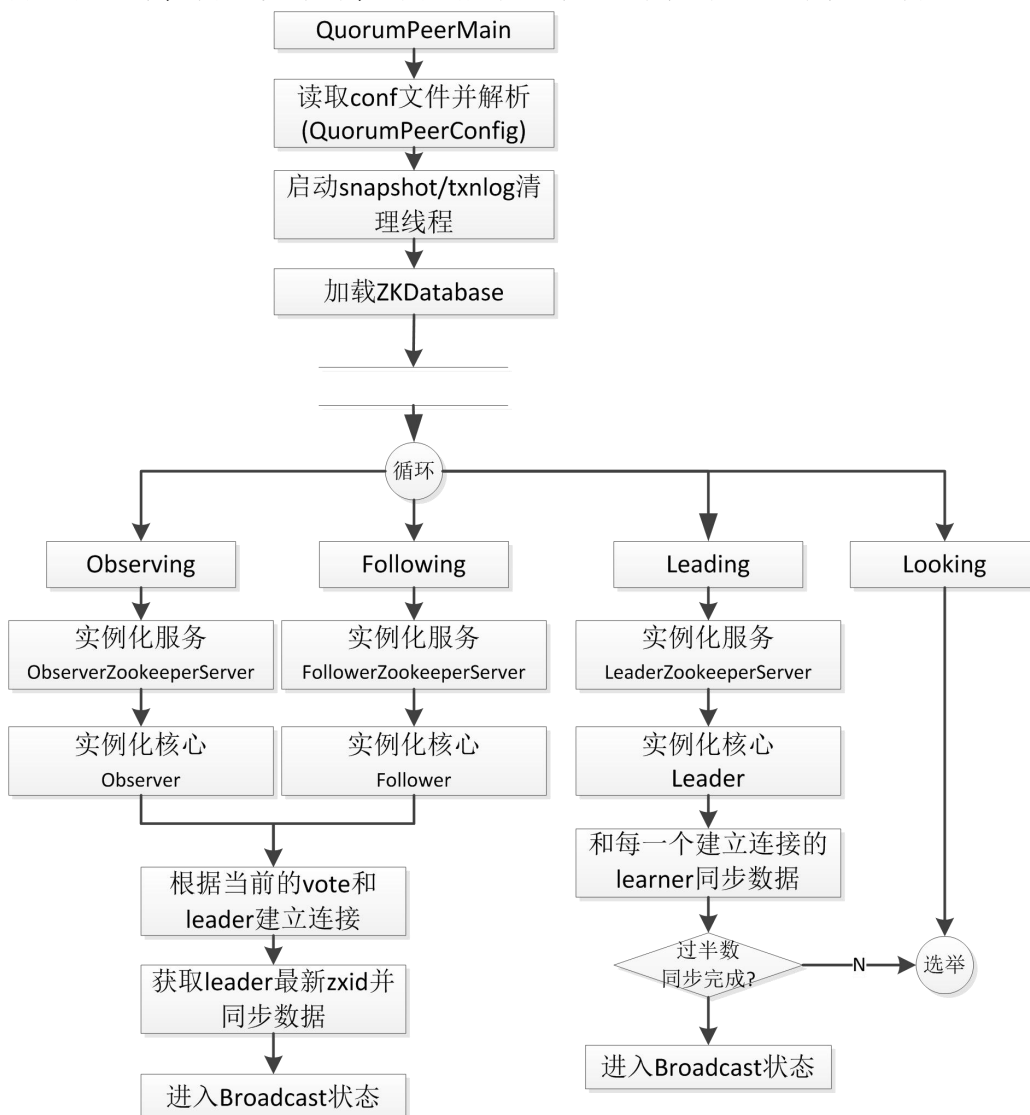 QuorumPeerMain
读取conf文件并解析
(QuorumPeerConfig)
启动snapshot/txnlog清
理线程
加载ZKDatabase
循环
Observing
Following
Leading
Looking
实例化服务
ObserverZookeeperServer
实例化服务
FollowerZookeeperServer
实例化服务
LeaderZookeeperServer
实例化核心
Observer
实例化核心
Follower
实例化核心
Leader
根据当前的vote和
leader建立连接
和每一个建立连接的
learner同步数据
获取leader最新zxid并
同步数据
过半数
同步完成?
N
选举
进入Broadcast状态
进入Broadcast状态